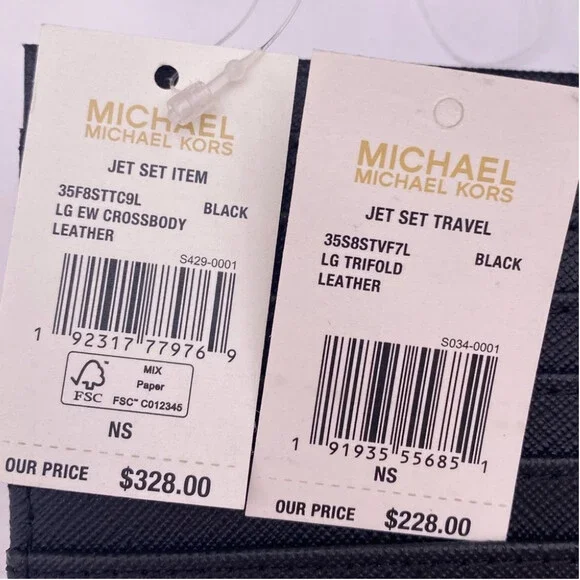 MICHAEL
MICHAEL KORS
JET SET ITEM
35F8STTC9L
LG EW CROSSBODY BLACK
LEATHER
S429-0001
1 92317 77976 9
FSC
MIX
Paper
FSC™ C012345
NS
OUR PRICE $328.00
MICHAEL
MICHAEL KORS
JET SET TRAVEL
35S8STVF7L
LG TRIFOLD BLACK
LEATHER
S034-0001
1 91935 55685 1
NS
OUR PRICE $228.00